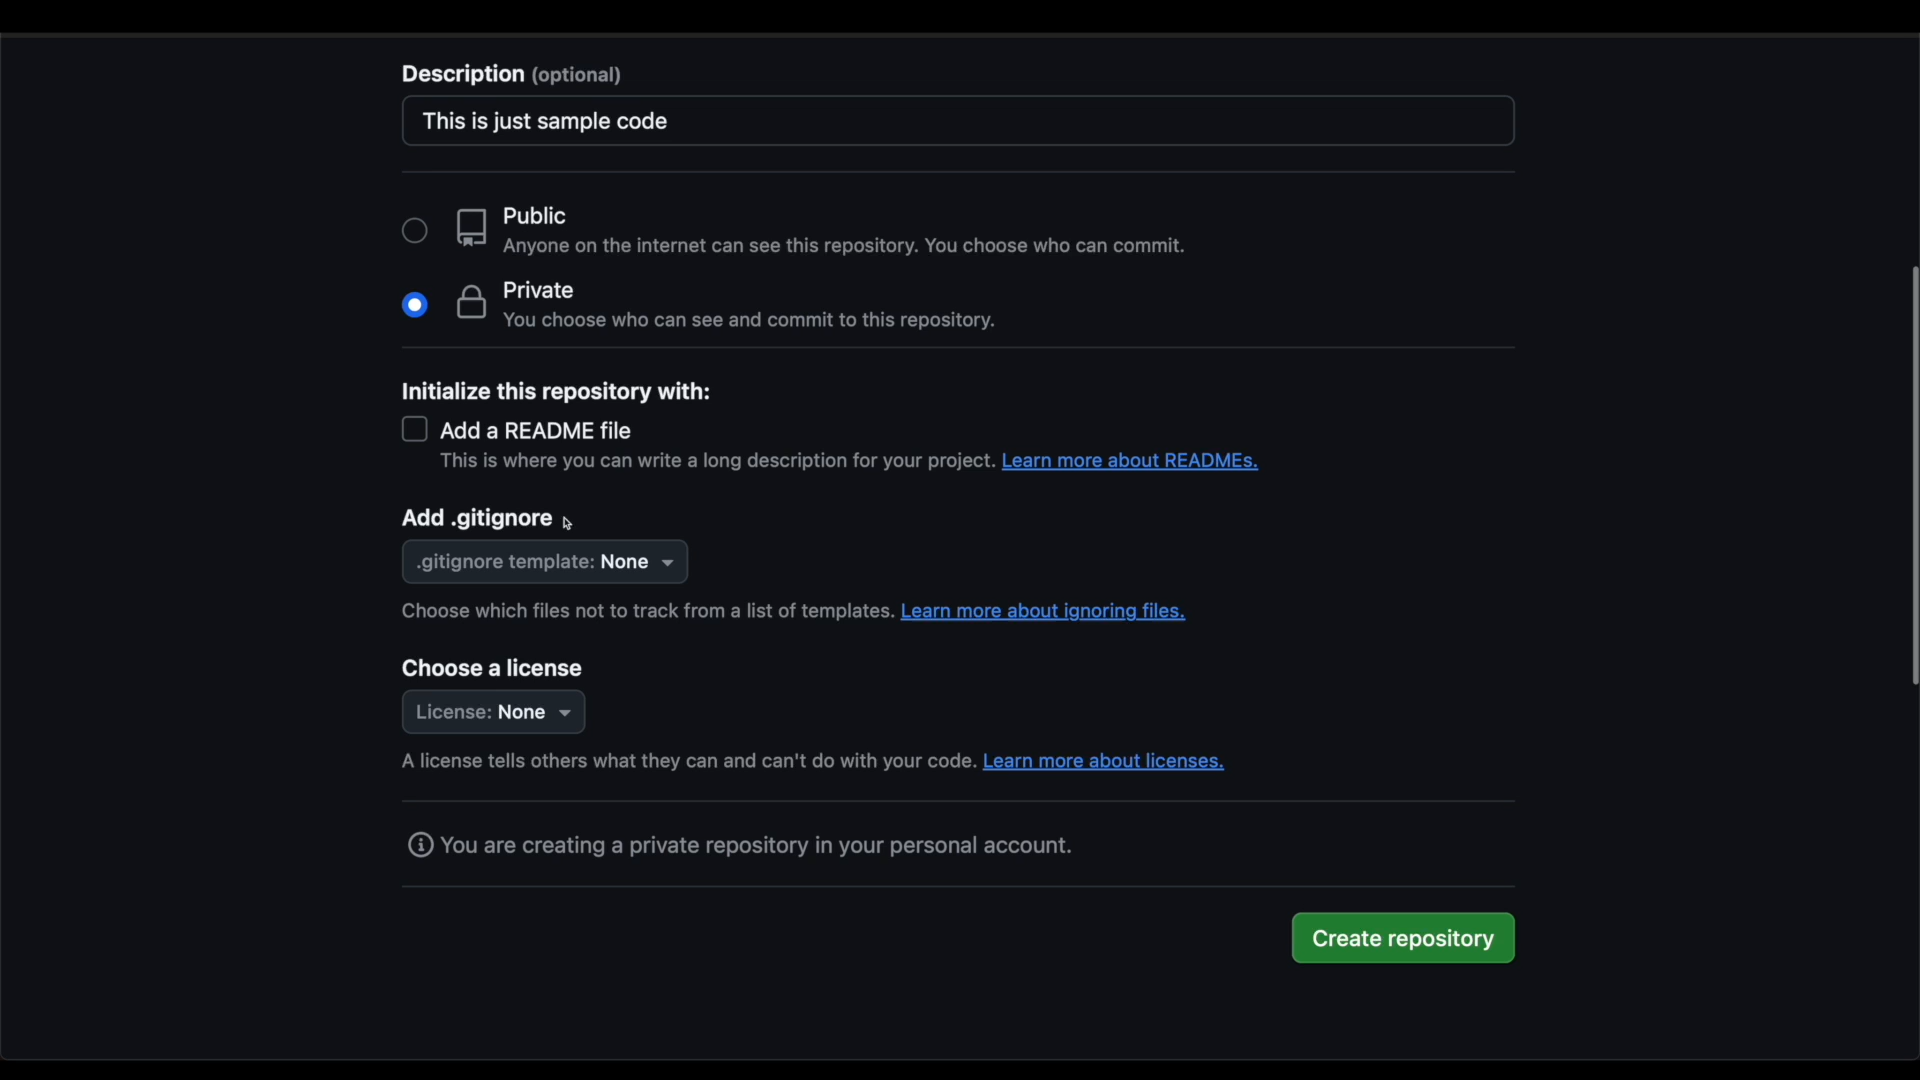 Description (optional)
This is just sample code
Public
Anyone on the internet can see this repository. You choose who can commit.
Private
You choose who can see and commit to this repository.
Initialize this repository with:
Add a README file
This is where you can write a long description for your project. Learn more about READMEs.
Add .gitignore
.gitignore template: None
Choose which files not to track from a list of templates. Learn more about ignoring files.
Choose a license
License: None
A license tells others what they can and can't do with your code. Learn more about licenses.
You are creating a private repository in your personal account.
Create repository